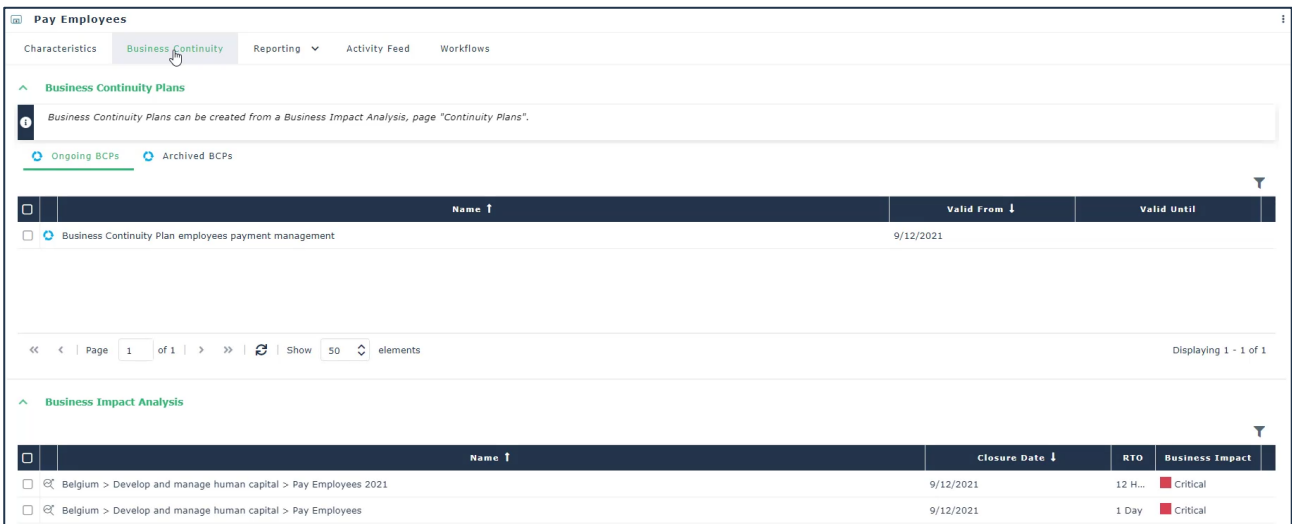 Pay Employees
Characteristics Business Continuity Reporting Activity Feed Workflows
Business Continuity Plans
Business Continuity Plans can be created from a Business Impact Analysis, page "Continuity Plans".
Ongoing BCPs Archived BCPs
Name ↑ Valid From ↓ Valid Until
Business Continuity Plan employees payment management 9/12/2021
Page 1 of 1 Show 50 elements Displaying 1 - 1 of 1
Business Impact Analysis
Name ↑ Closure Date ↓ RTO Business Impact
Belgium > Develop and manage human capital > Pay Employees 2021 9/12/2021 12 H... Critical
Belgium > Develop and manage human capital > Pay Employees 9/12/2021 1 Day Critical